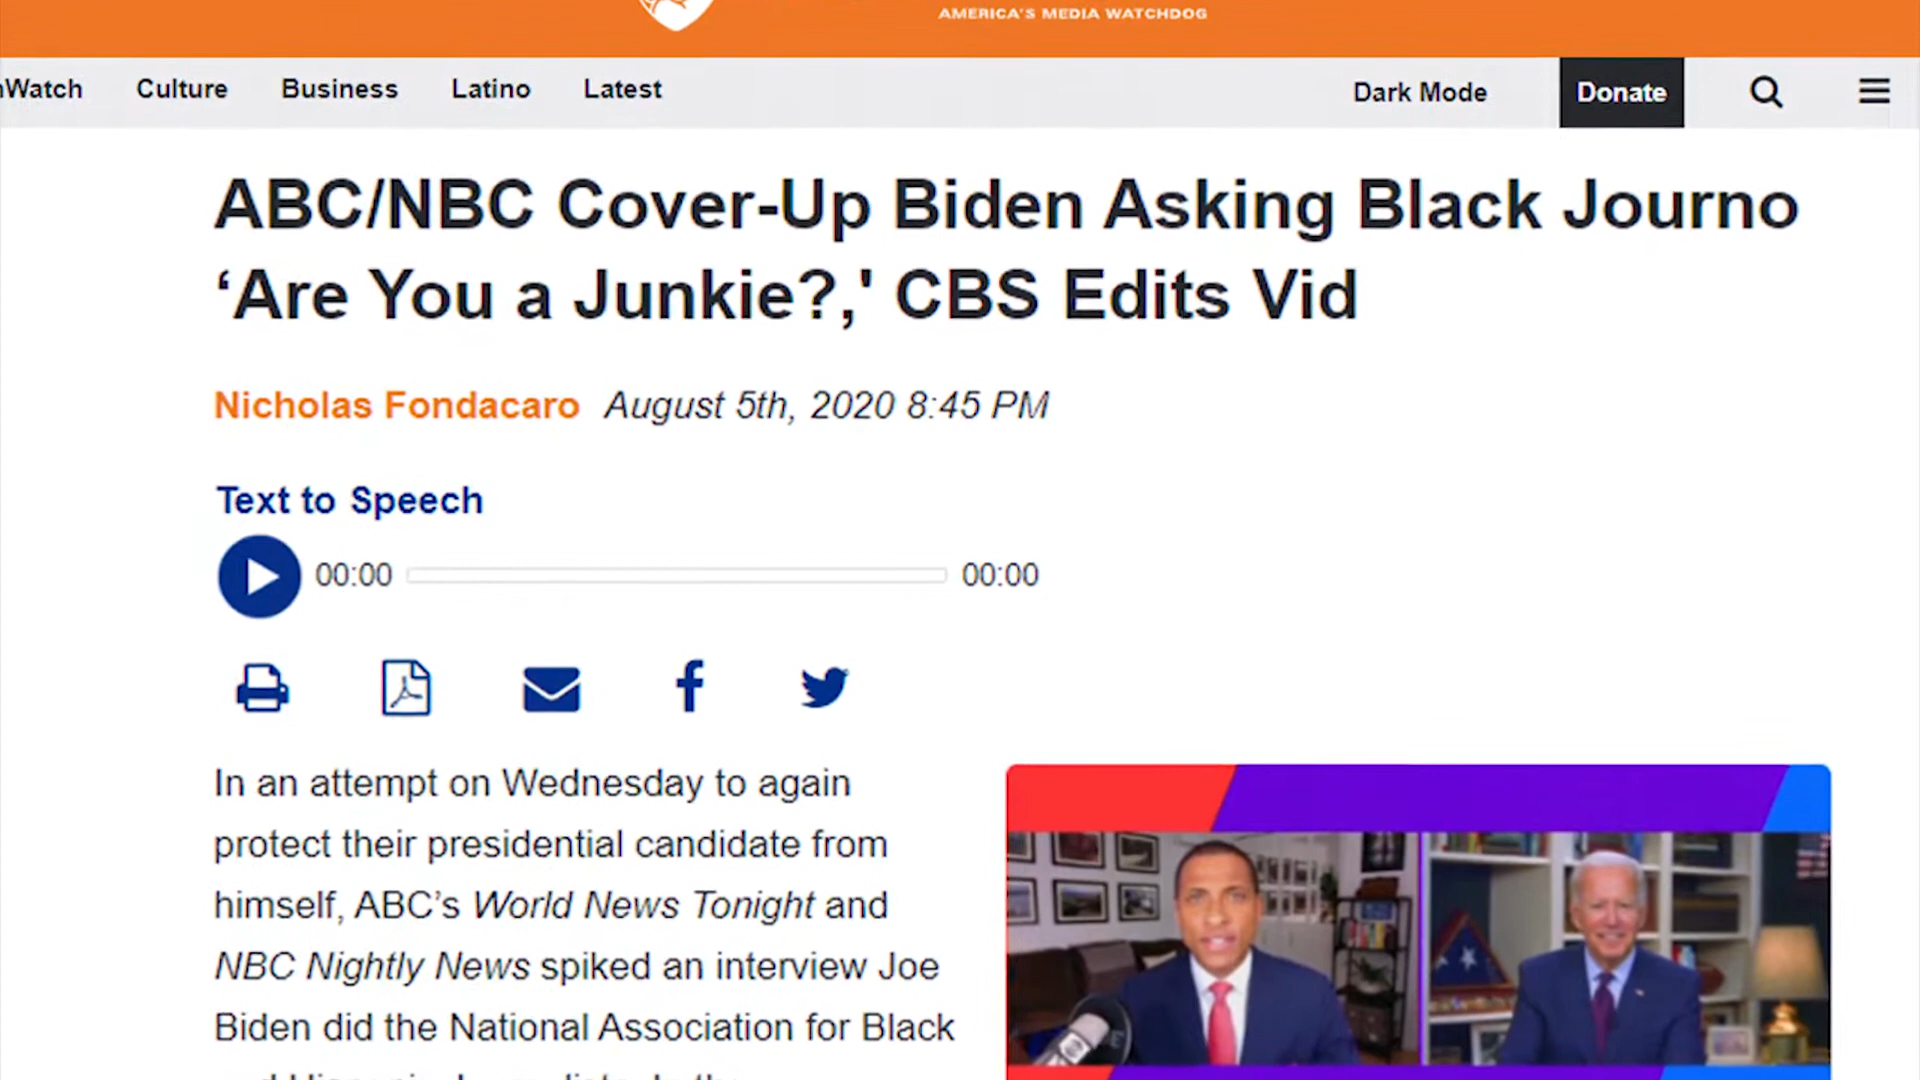 AMERICA'S MEDIA WATCHDOG
Watch Culture Business Latino Latest Dark Mode Donate
ABC/NBC Cover-Up Biden Asking Black Journo
‘Are You a Junkie?,' CBS Edits Vid
Nicholas Fondacaro August 5th, 2020 8:45 PM
Text to Speech
00:00 00:00
In an attempt on Wednesday to again
protect their presidential candidate from
himself, ABC’s World News Tonight and
NBC Nightly News spiked an interview Joe
Biden did the National Association for Black